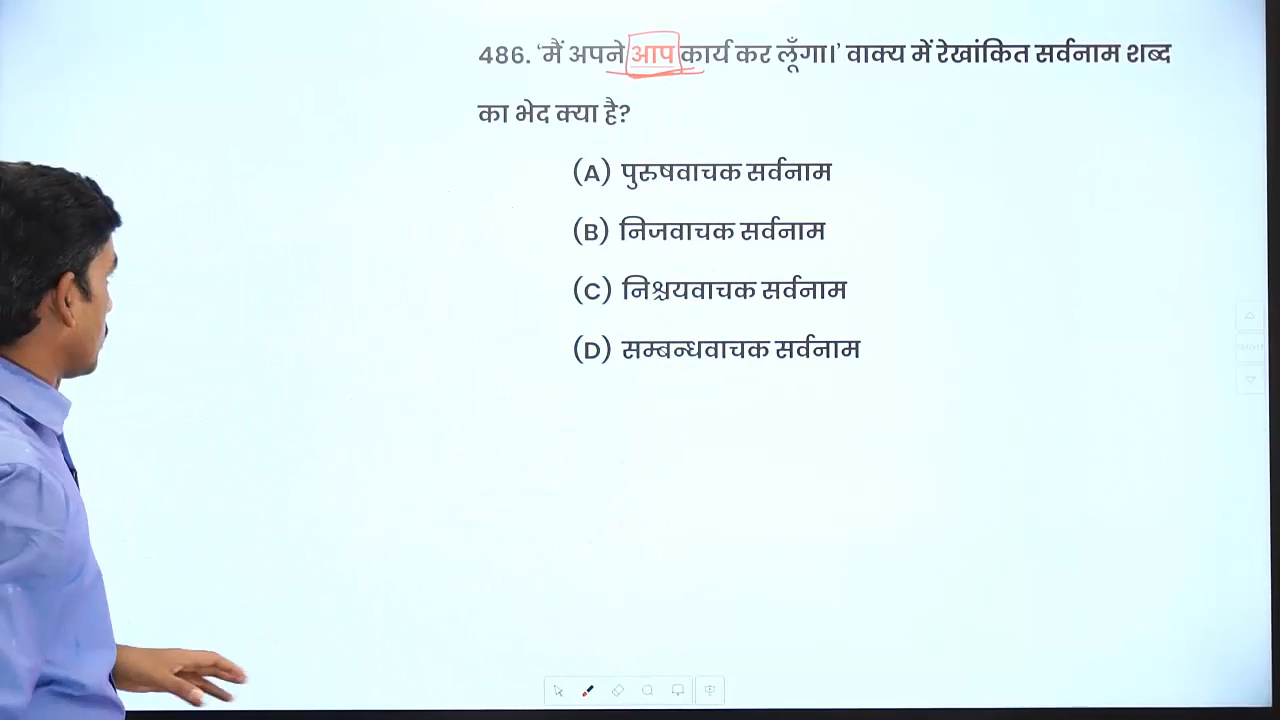 486. 'मैं अपने आप कार्य कर लूँगा।' वाक्य में रेखांकित सर्वनाम शब्द
का भेद क्या है?
(A) पुरुषवाचक सर्वनाम
(B) निजवाचक सर्वनाम
(C) निश्चयवाचक सर्वनाम
(D) सम्बन्धवाचक सर्वनाम